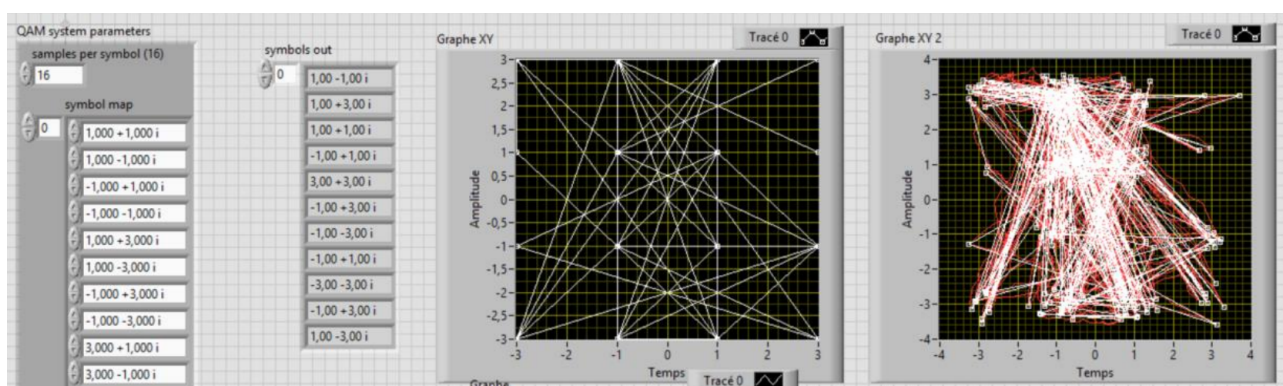 QAM system parameters
samples per symbol (16)
16
symbol map
0
1,000 +1,000 i
1,000 -1,000 i
-1,000 +1,000 i
-1,000 -1,000 i
1,000 +3,000 i
1,000 -3,000 i
-1,000 +3,000 i
-1,000 -3,000 i
3,000 +1,000 i
3,000 -1,000 i
symbols out
0
1,00 -1,00 i
1,00 +3,00 i
1,00 +1,00 i
-1,00 +1,00 i
3,00 +3,00 i
-1,00 +3,00 i
-1,00 -3,00 i
-1,00 +1,00 i
-3,00 -3,00 i
-1,00 +3,00 i
1,00 -3,00 i
Graphe XY
Tracé 0
Amplitude
3
2,5
2
1,5
1
0,5
0
-0,5
-1
-1,5
-2
-2,5
-3
-3 -2 -1 0 1 2 3
Temps
Graphe
Tracé 0
Graphe XY 2
Tracé 0
Amplitude
4
3
2
1
0
-1
-2
-3
-4
-4 -3 -2 -1 0 1 2 3 4
Temps